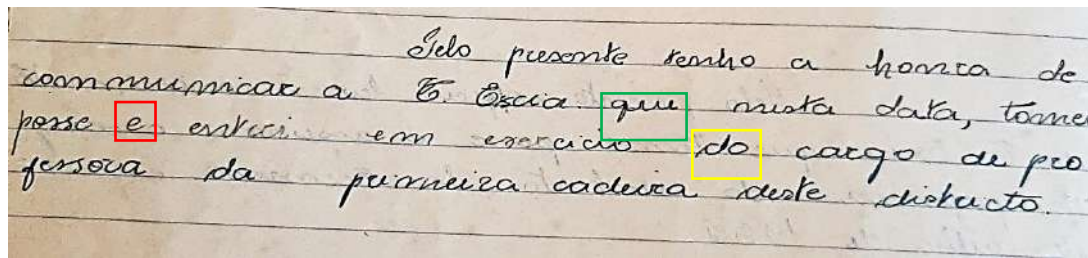 Pelo presente tenho a honra de
communicar a V. Excia. que nesta data, tomei
posse e entrei em exercicio do cargo de pro
fessora da primeira cadeira deste districto.